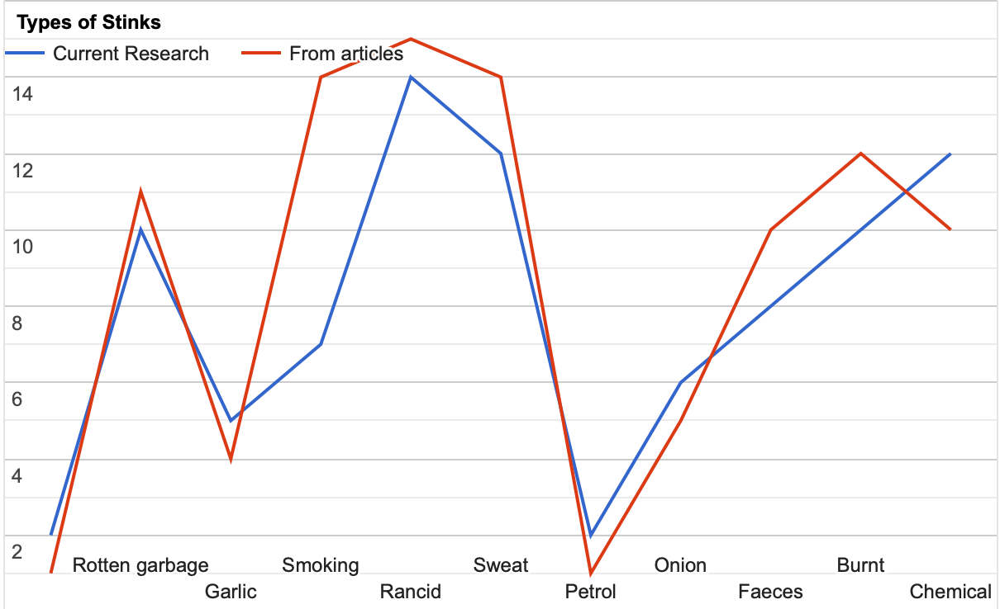 Types of Stinks
Current Research From articles
14
12
10
8
6
4
2
Rotten garbage Smoking Sweat Onion Burnt
Garlic Rancid Petrol Faeces Chemical